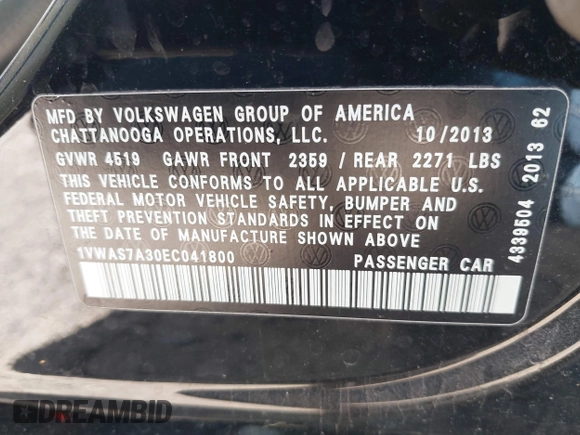 MFD BY VOLKSWAGEN GROUP OF AMERICA
CHATTANOOGA OPERATIONS, LLC. 10/2013
GVWR 4519 GAWR FRONT 2359 / REAR 2271 LBS
THIS VEHICLE CONFORMS TO ALL APPLICABLE U.S.
FEDERAL MOTOR VEHICLE SAFETY, BUMPER AND
THEFT PREVENTION STANDARDS IN EFFECT ON
THE DATE OF MANUFACTURE SHOWN ABOVE
1VWAS7A30EC041800 PASSENGER CAR
4339504 2013 62
DREAMBID